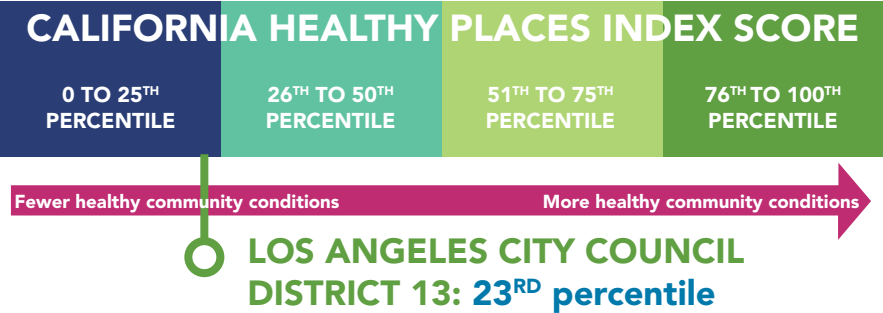 CALIFORNIA HEALTHY PLACES INDEX SCORE
0 TO 25TH
PERCENTILE
26TH TO 50TH
PERCENTILE
51TH TO 75TH
PERCENTILE
76TH TO 100TH
PERCENTILE
Fewer healthy community conditions
More healthy community conditions
LOS ANGELES CITY COUNCIL
DISTRICT 13: 23RD percentile